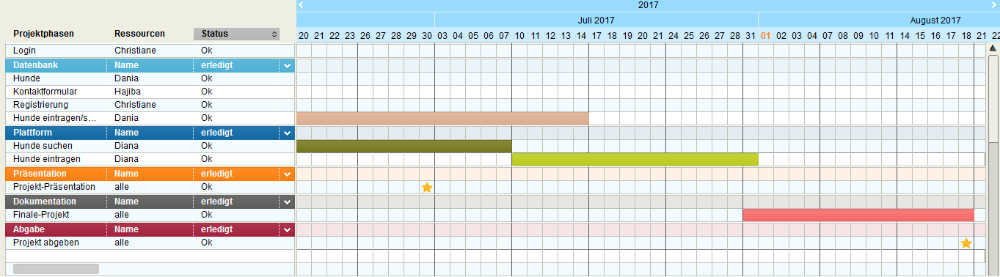 2017
Juli 2017 August 2017
Projektphasen Ressourcen Status 20 21 22 23 26 27 28 29 30 03 04 05 06 07 10 11 12 13 14 17 18 19 20 21 24 25 26 27 28 31 01 02 03 04 07 08 09 10 11 14 15 16 17 18 21 22
Login Christiane Ok
Datenbank Name erledigt
Hunde Dania Ok
Kontaktformular Hajiba Ok
Registrierung Christiane Ok
Hunde eintragen/s... Dania Ok
Plattform Name erledigt
Hunde suchen Diana Ok
Hunde eintragen Diana Ok
Präsentation Name erledigt
Projekt-Präsentation alle Ok
Dokumentation Name erledigt
Finale-Projekt alle Ok
Abgabe Name erledigt
Projekt abgeben alle Ok